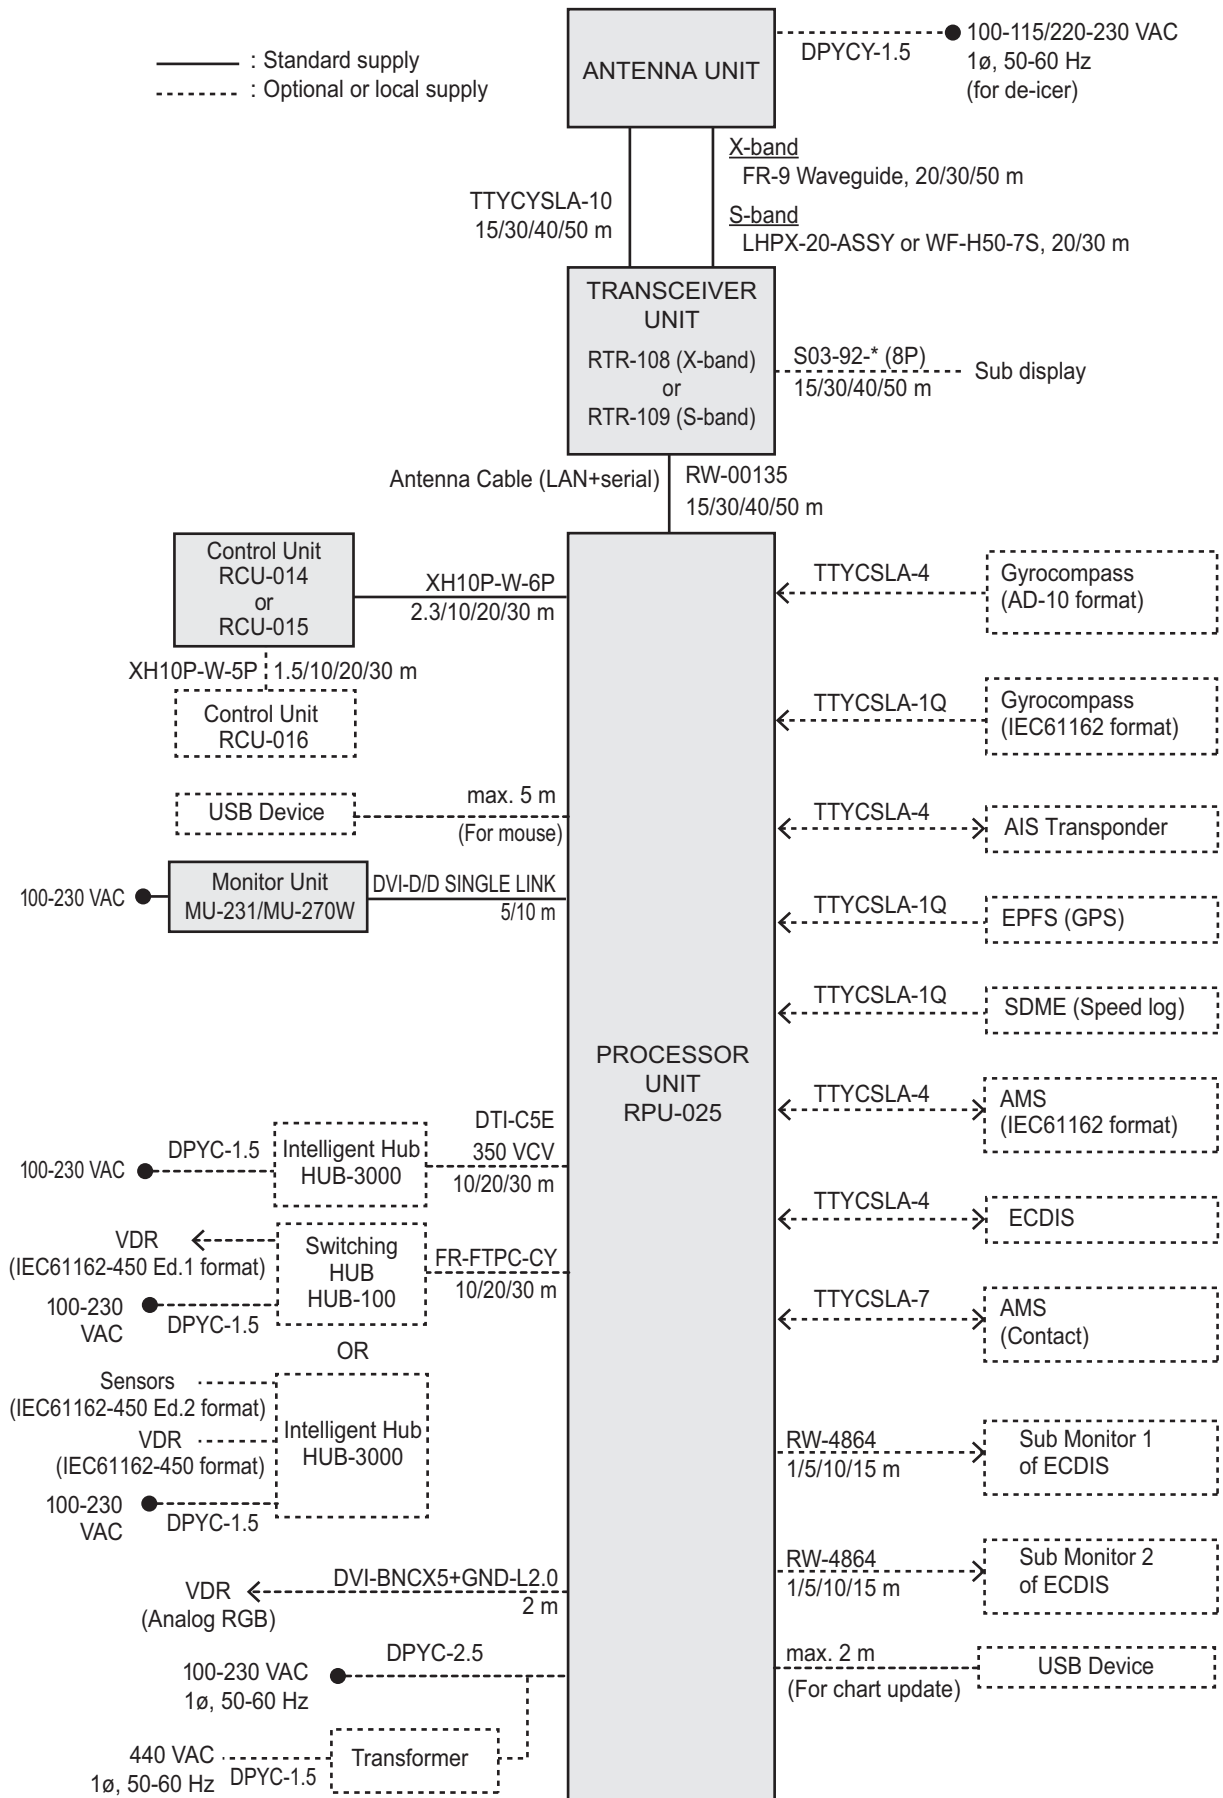 : Standard supply
: Optional or local supply
ANTENNA UNIT
DPYCY-1.5
100-115/220-230 VAC
1ø, 50-60 Hz
(for de-icer)
TTYCYSLA-10
15/30/40/50 m
X-band
FR-9 Waveguide, 20/30/50 m
S-band
LHPX-20-ASSY or WF-H50-7S, 20/30 m
TRANSCEIVER
UNIT
RTR-108 (X-band)
or
RTR-109 (S-band)
S03-92-* (8P)
15/30/40/50 m
Sub display
Antenna Cable (LAN+serial)
RW-00135
15/30/40/50 m
Control Unit
RCU-014
or
RCU-015
XH10P-W-6P
2.3/10/20/30 m
XH10P-W-5P
1.5/10/20/30 m
Control Unit
RCU-016
USB Device
max. 5 m
(For mouse)
100-230 VAC
Monitor Unit
MU-231/MU-270W
DVI-D/D SINGLE LINK
5/10 m
PROCESSOR
UNIT
RPU-025
100-230 VAC
DPYC-1.5
Intelligent Hub
HUB-3000
DTI-C5E
350 VCV
10/20/30 m
VDR
(IEC61162-450 Ed.1 format)
100-230
VAC
DPYC-1.5
Switching
HUB
HUB-100
FR-FTPC-CY
10/20/30 m
OR
Sensors
(IEC61162-450 Ed.2 format)
VDR
(IEC61162-450 format)
100-230
VAC
DPYC-1.5
Intelligent Hub
HUB-3000
VDR
(Analog RGB)
DVI-BNCX5+GND-L2.0
2 m
100-230 VAC
1ø, 50-60 Hz
DPYC-2.5
440 VAC
1ø, 50-60 Hz
DPYC-1.5
Transformer
TTYCSLA-4
Gyrocompass
(AD-10 format)
TTYCSLA-1Q
Gyrocompass
(IEC61162 format)
TTYCSLA-4
AIS Transponder
TTYCSLA-1Q
EPFS (GPS)
TTYCSLA-1Q
SDME (Speed log)
TTYCSLA-4
AMS
(IEC61162 format)
TTYCSLA-4
ECDIS
TTYCSLA-7
AMS
(Contact)
RW-4864
1/5/10/15 m
Sub Monitor 1
of ECDIS
RW-4864
1/5/10/15 m
Sub Monitor 2
of ECDIS
max. 2 m
(For chart update)
USB Device